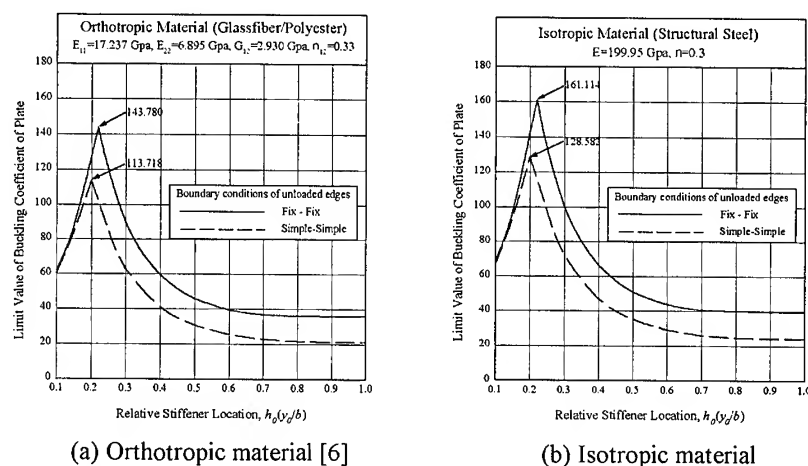 Orthotropic Material (Glassfiber/Polyester)
E11=17.237 Gpa, E22=6.895 Gpa, G12=2.930 Gpa, n12=0.33
Limit Value of Buckling Coefficient of Plate
180
160
140
120
100
80
60
40
20
0
143.780
113.718
Boundary conditions of unloaded edges
Fix - Fix
Simple-Simple
0.1 0.2 0.3 0.4 0.5 0.6 0.7 0.8 0.9 1.0
Relative Stiffener Location, h0(y0/b)
(a) Orthotropic material [6]
Isotropic Material (Structural Steel)
E=199.95 Gpa, n=0.3
Limit Value of Buckling Coefficient of Plate
180
160
140
120
100
80
60
40
20
0
161.114
128.582
Boundary conditions of unloaded edges
Fix - Fix
Simple-Simple
0.1 0.2 0.3 0.4 0.5 0.6 0.7 0.8 0.9 1.0
Relative Stiffener Location, h0(y0/b)
(b) Isotropic material